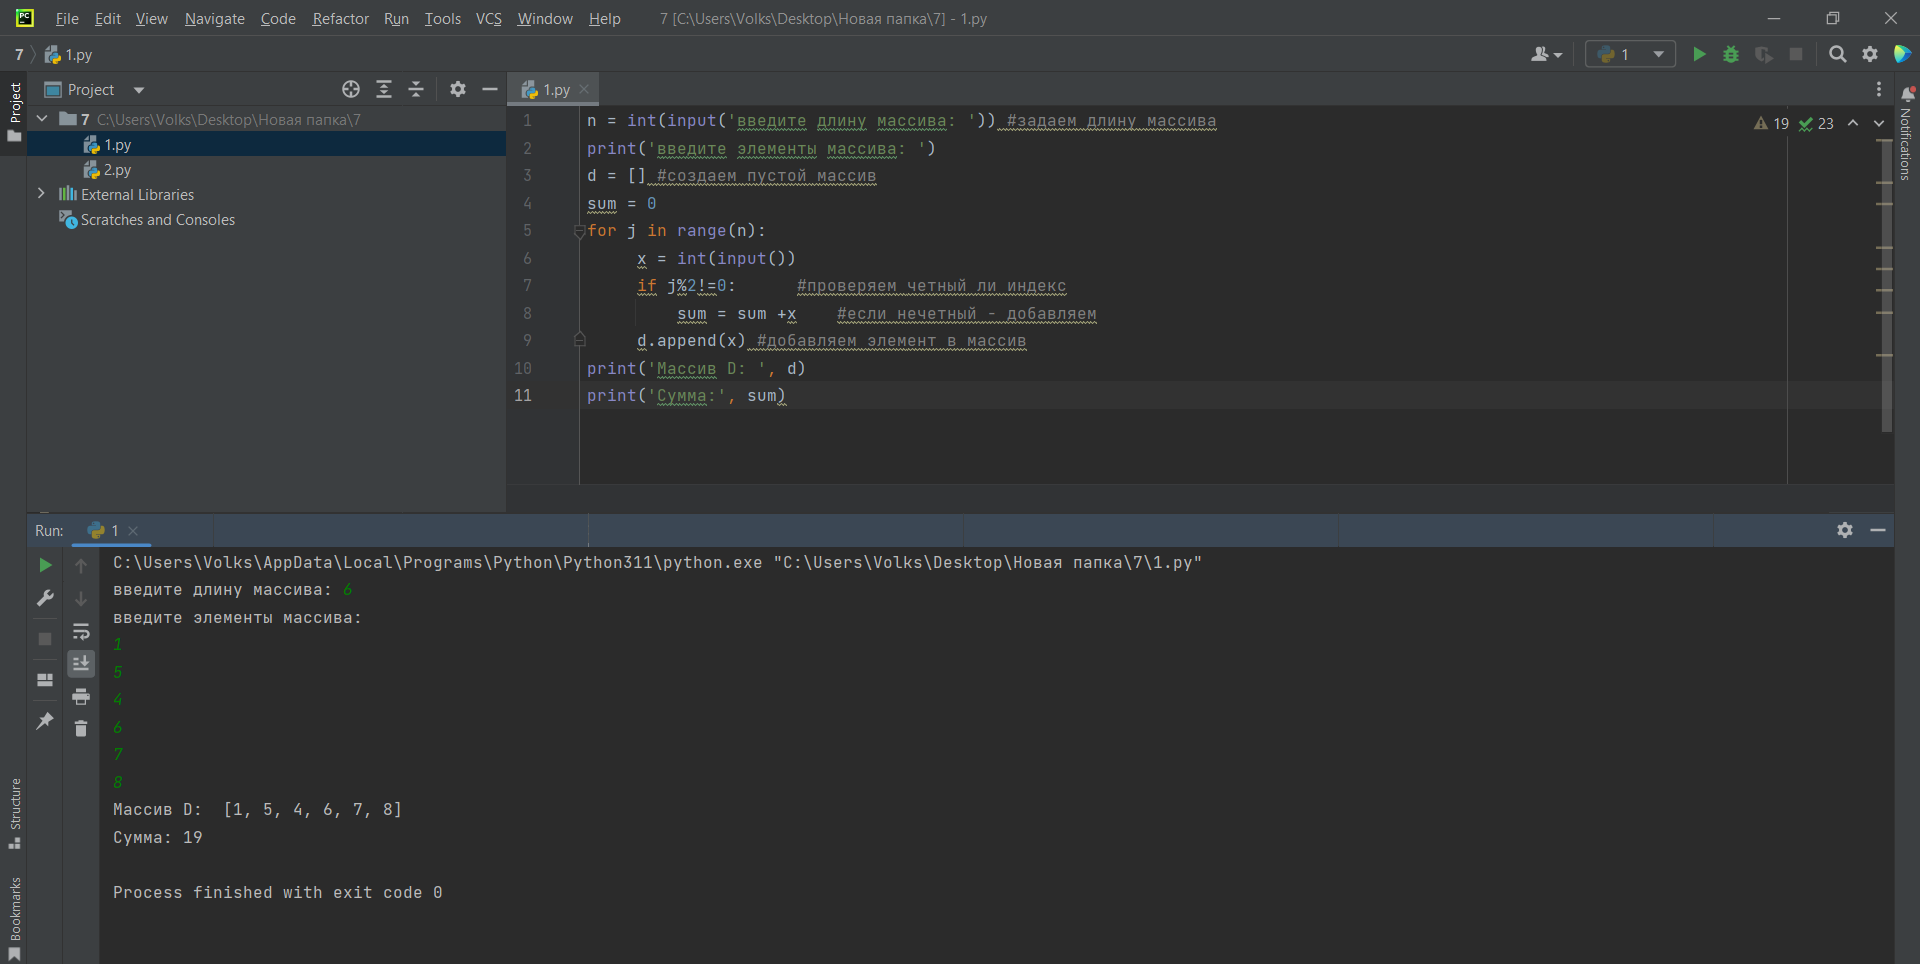 File Edit View Navigate Code Refactor Run Tools VCS Window Help 7 [C:\Users\Volks\Desktop\Новая папка\7] - 1.py
7 1.py 1
Project
1.py
7 C:\Users\Volks\Desktop\Новая папка\7
1.py
2.py
External Libraries
Scratches and Consoles
19 23
1 n = int(input('введите длину массива: ')) #задаем длину массива
2 print('введите элементы массива: ')
3 d = [] #создаем пустой массив
4 sum = 0
5 for j in range(n):
6 x = int(input())
7 if j%2!=0: #проверяем четный ли индекс
8 sum = sum +x #если нечетный - добавляем
9 d.append(x) #добавляем элемент в массив
10 print('Массив D: ', d)
11 print('Сумма:', sum)
Run: 1
C:\Users\Volks\AppData\Local\Programs\Python\Python311\python.exe "C:\Users\Volks\Desktop\Новая папка\7\1.py"
введите длину массива: 6
введите элементы массива:
1
5
4
6
7
8
Массив D:  [1, 5, 4, 6, 7, 8]
Сумма: 19
Process finished with exit code 0
Project
Structure
Bookmarks
Notifications